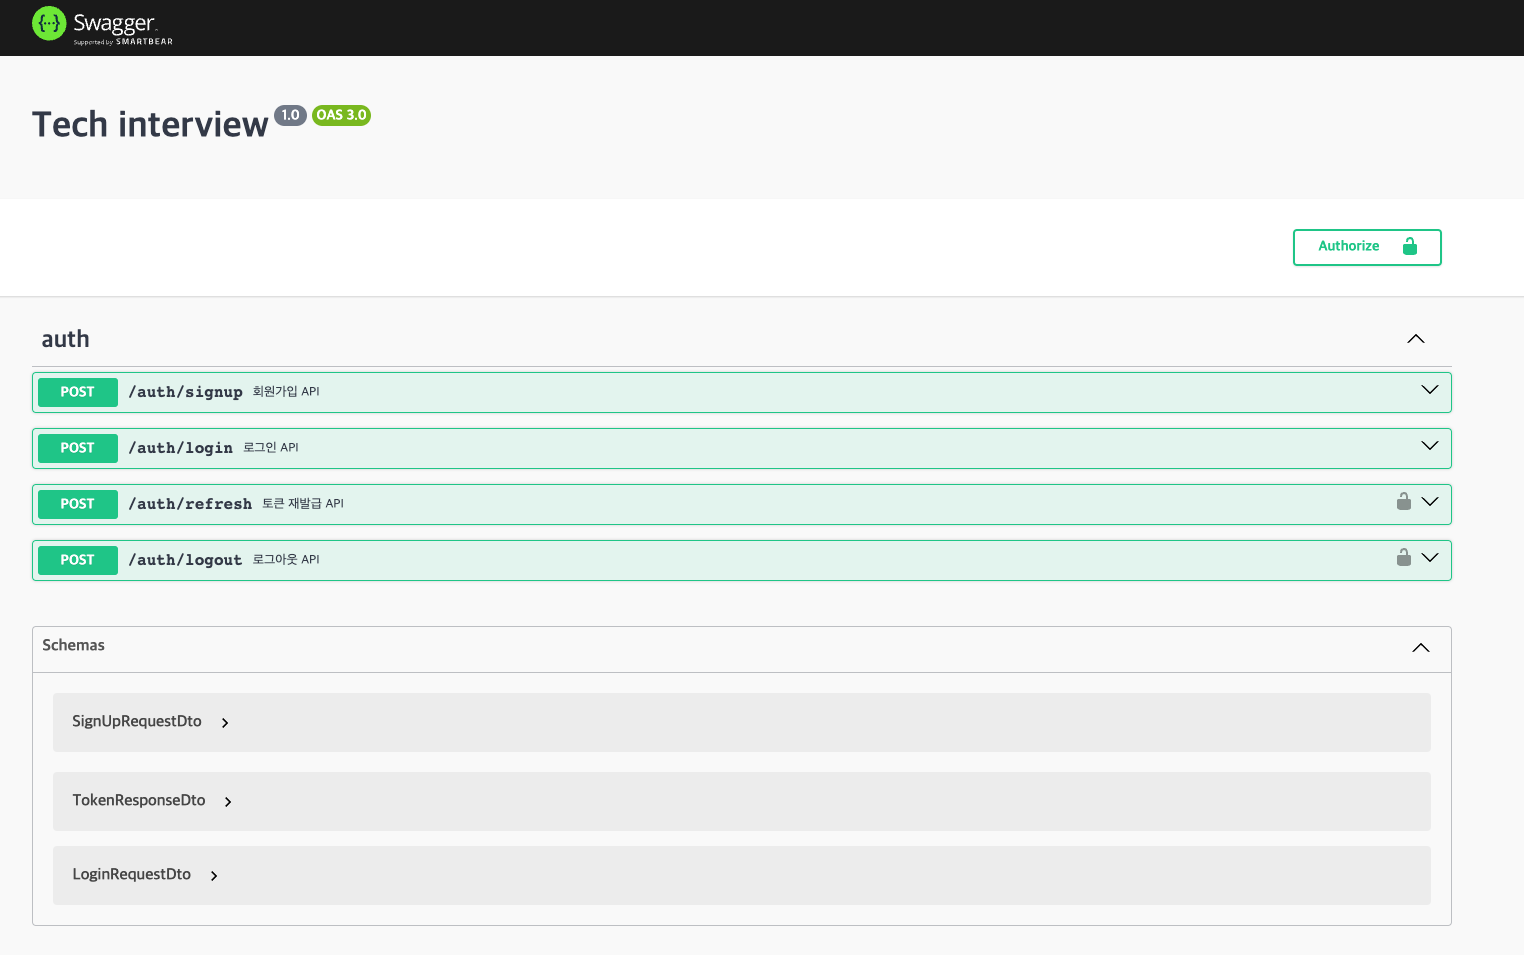 Swagger
Supported by SMARTBEAR
Tech interview 1.0 OAS 3.0
Authorize
auth
POST /auth/signup 회원가입 API
POST /auth/login 로그인 API
POST /auth/refresh 토큰 재발급 API
POST /auth/logout 로그아웃 API
Schemas
SignUpRequestDto
TokenResponseDto
LoginRequestDto